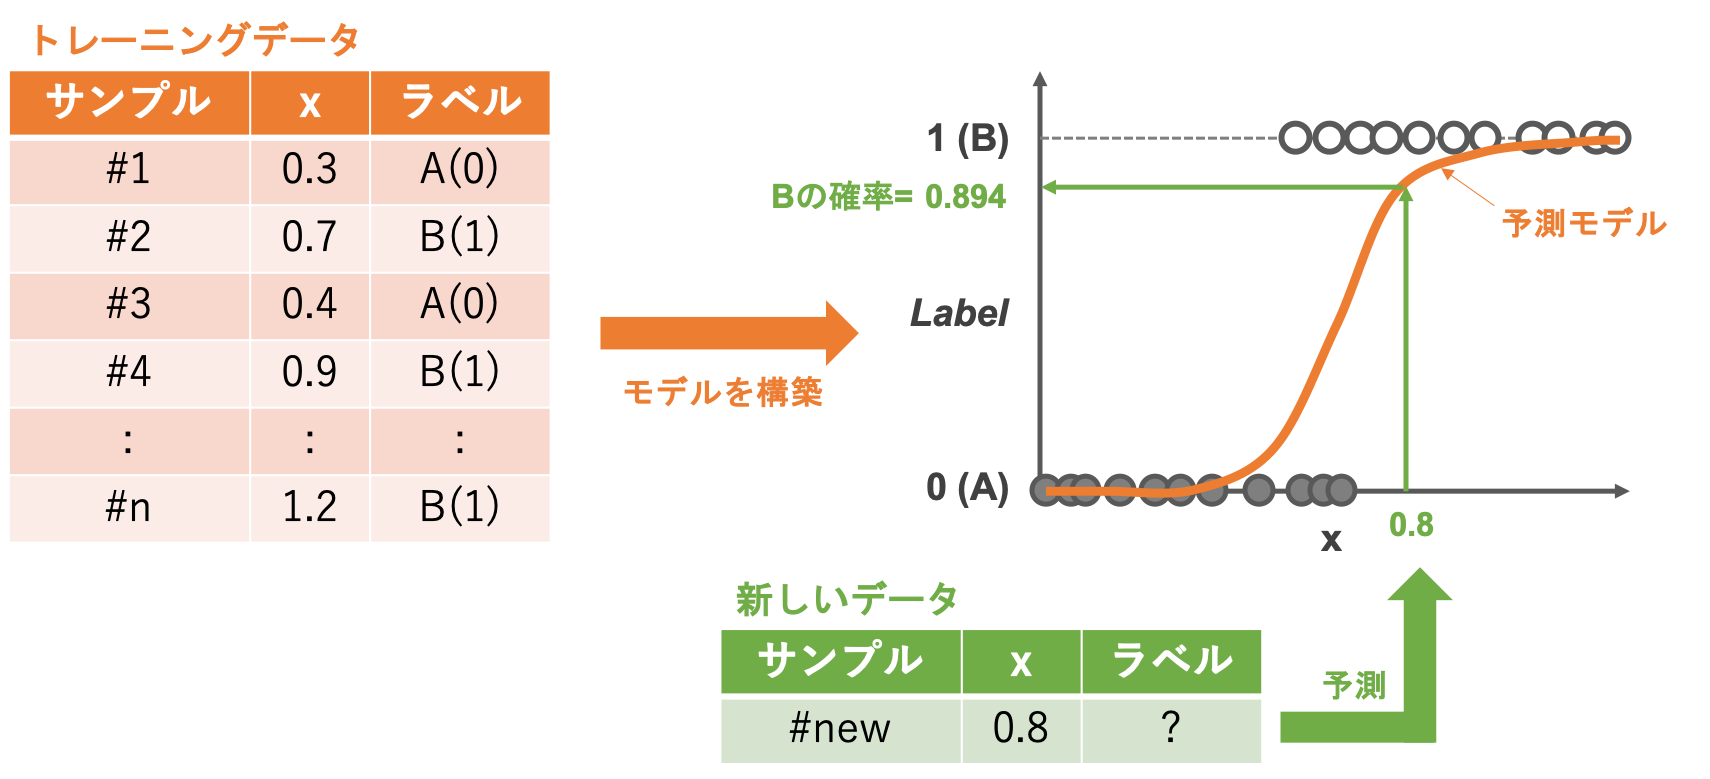 トレーニングデータ
サンプル x ラベル
#1 0.3 A(0)
#2 0.7 B(1)
#3 0.4 A(0)
#4 0.9 B(1)
: : :
#n 1.2 B(1)
モデルを構築
1 (B)
Bの確率= 0.894
予測モデル
Label
0 (A)
x
0.8
新しいデータ
サンプル x ラベル
#new 0.8 ?
予測